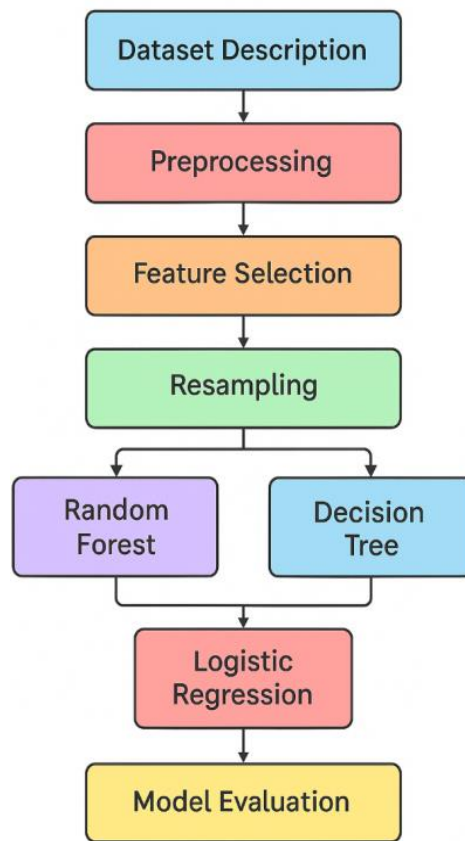 Dataset Description
Preprocessing
Feature Selection
Resampling
Random
Forest
Decision
Tree
Logistic
Regression
Model Evaluation